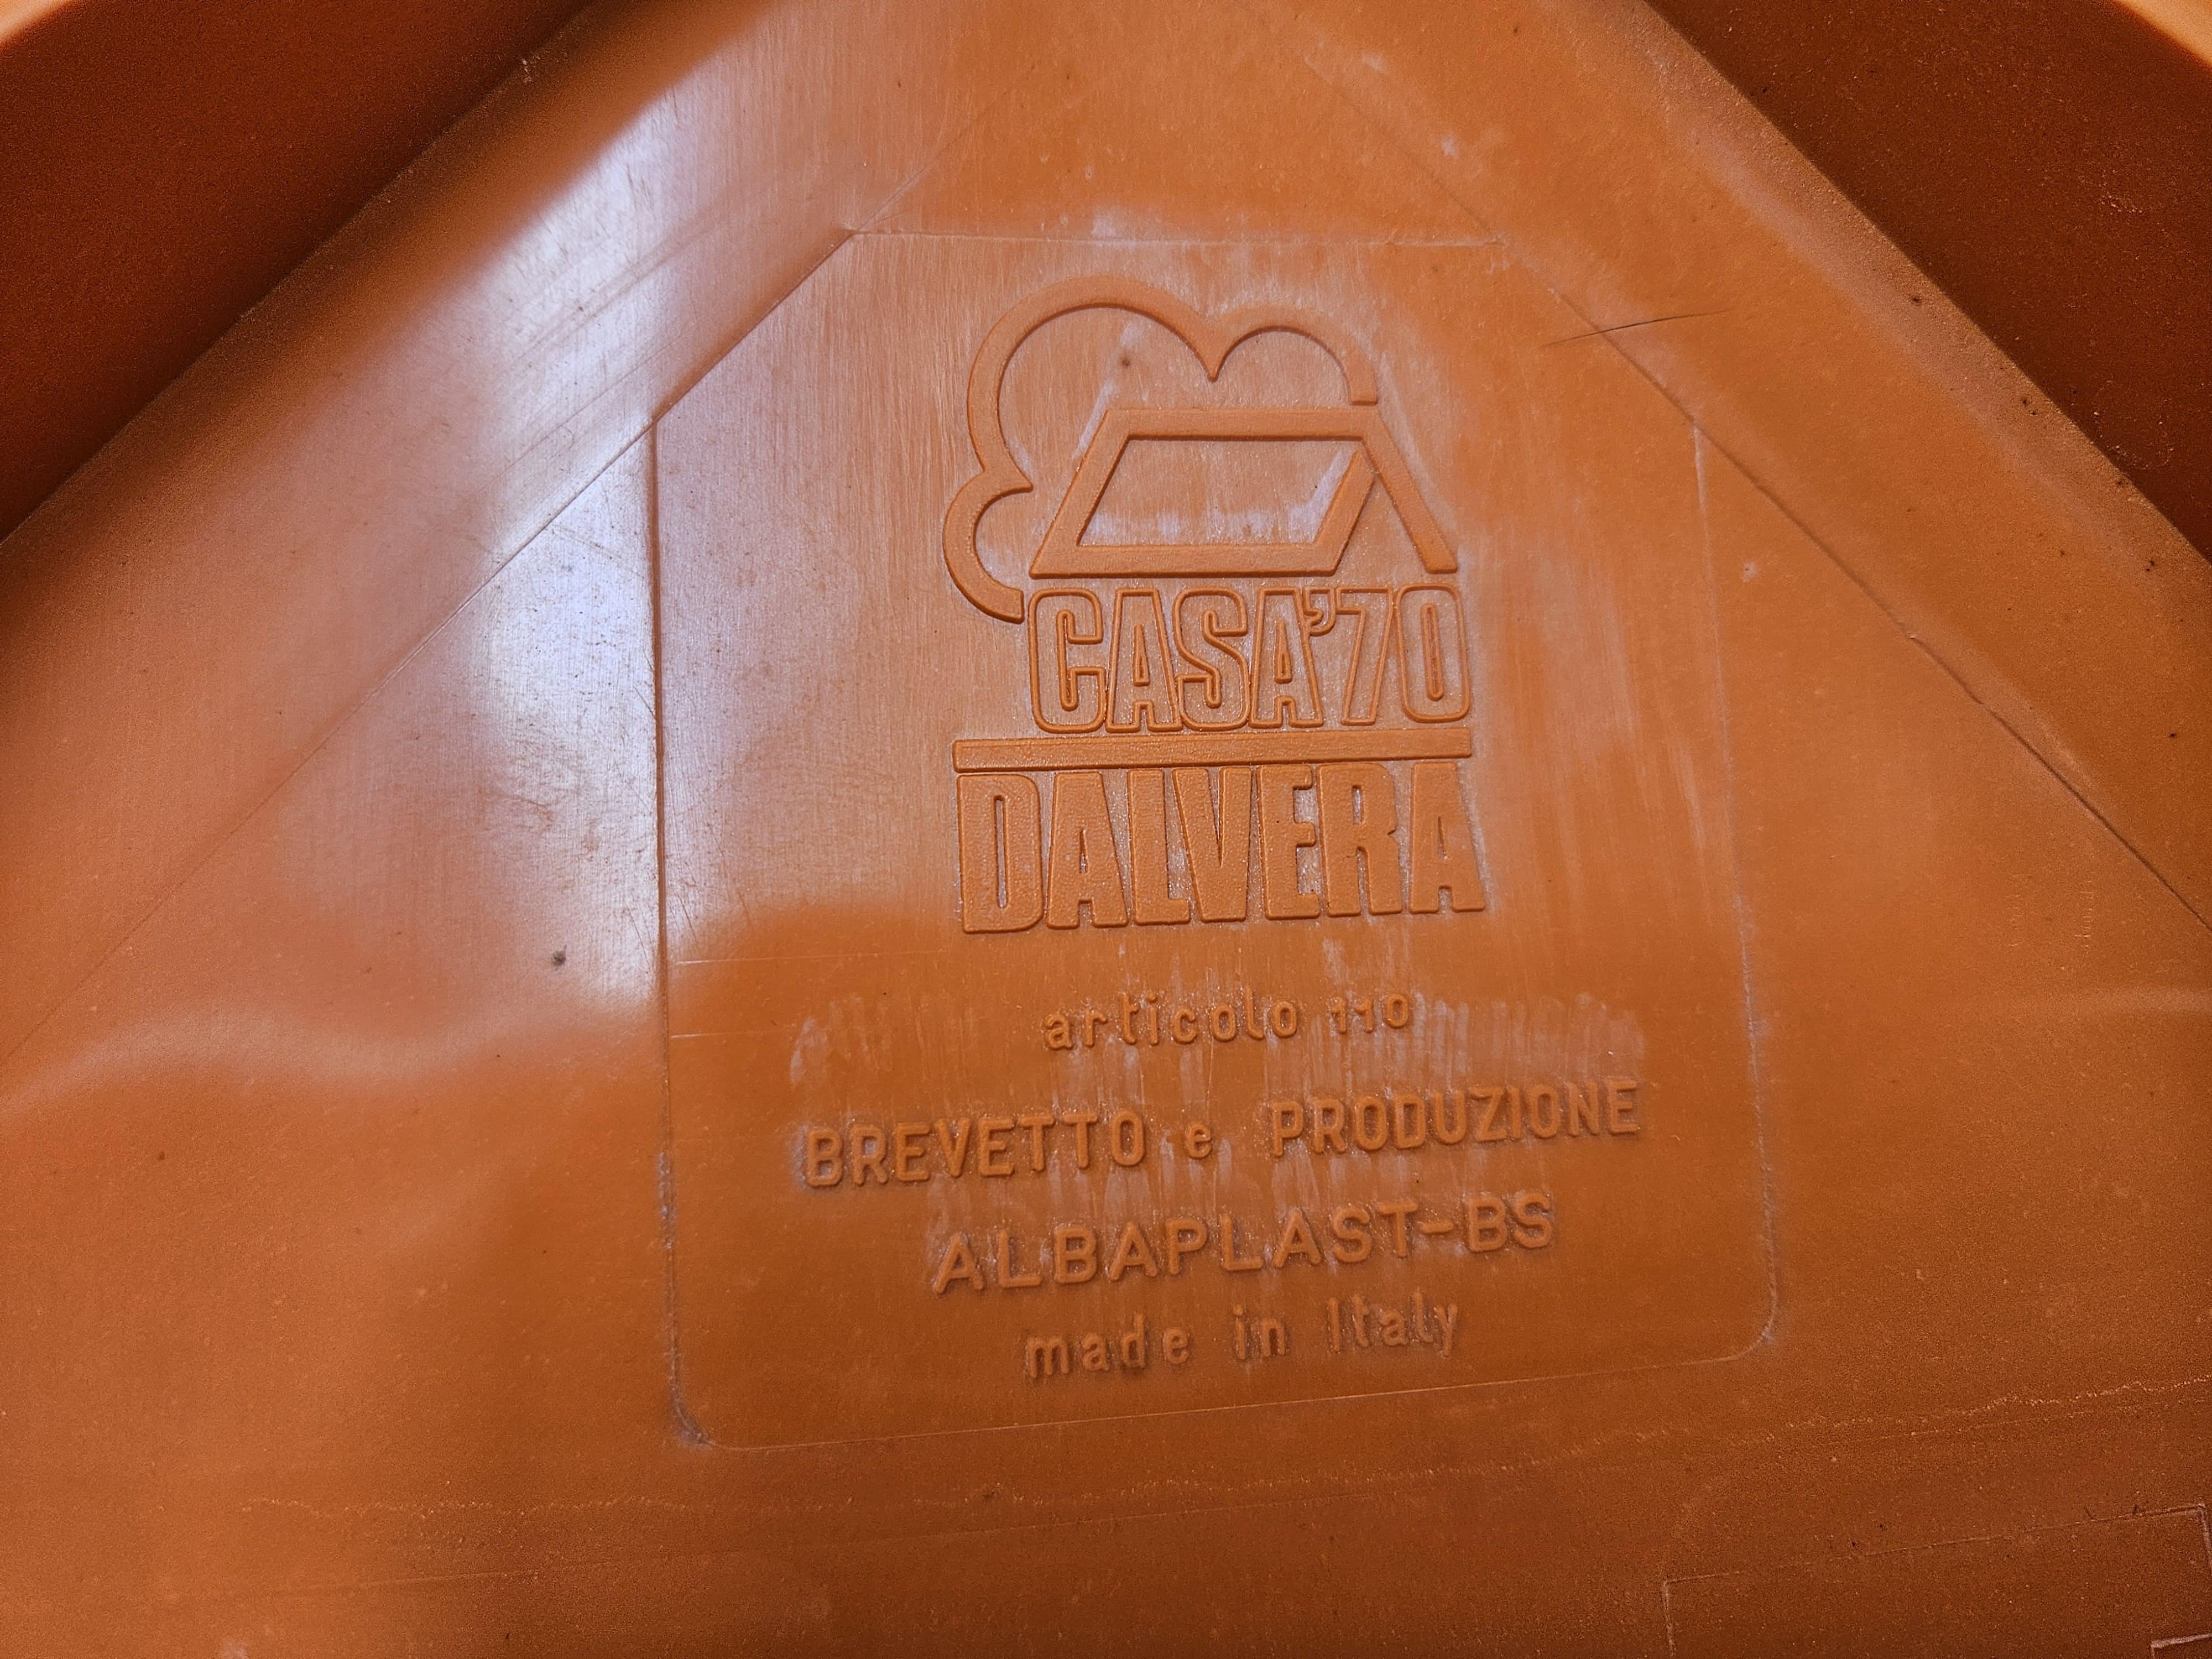 CASA'70
DALVERA
articolo 110
BREVETTO e PRODUZIONE
ALBAPLAST-BS
made in Italy